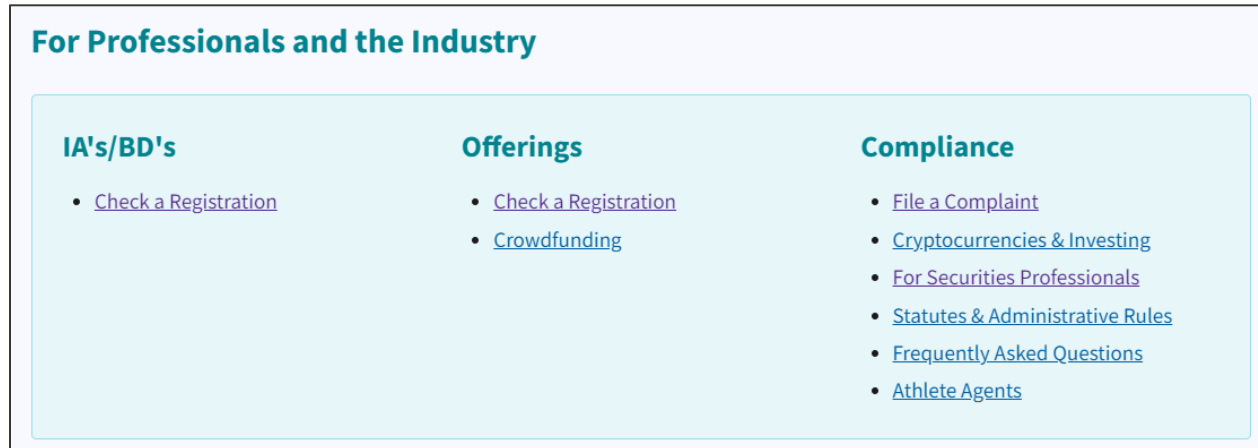 For Professionals and the Industry
IA's/BD's
Check a Registration
Offerings
Check a Registration
Crowdfunding
Compliance
File a Complaint
Cryptocurrencies & Investing
For Securities Professionals
Statutes & Administrative Rules
Frequently Asked Questions
Athlete Agents